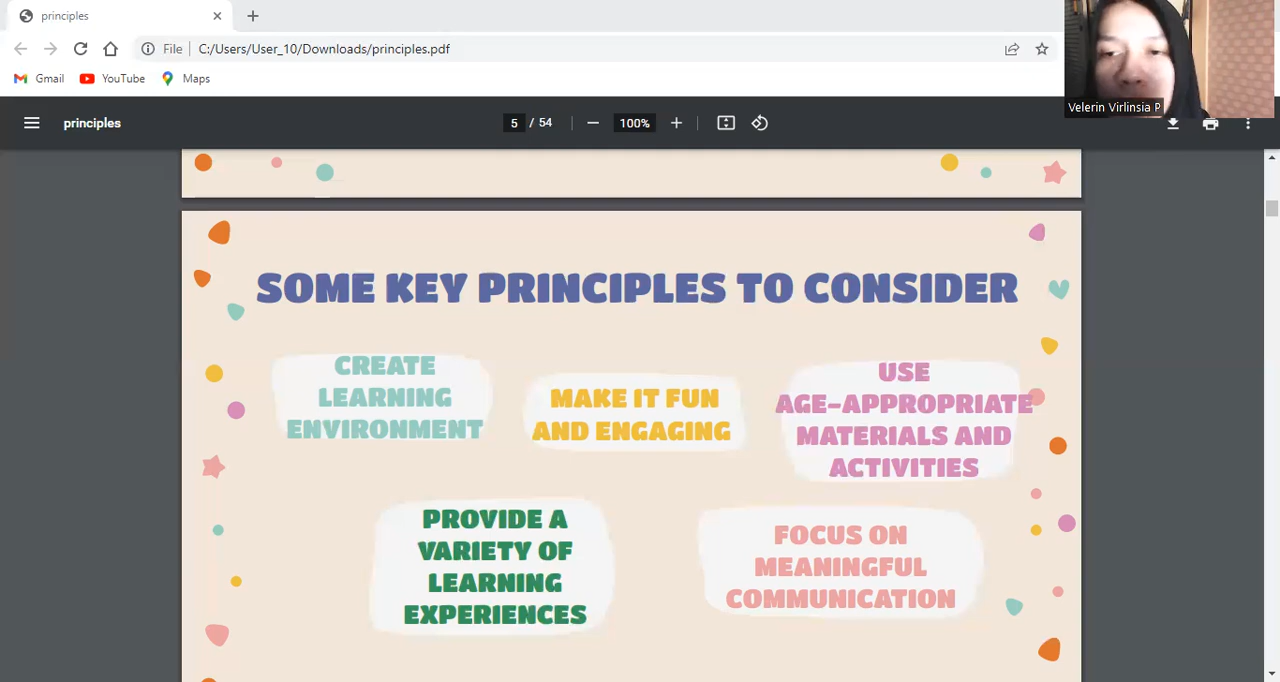 principles
File
C:/Users/User_10/Downloads/principles.pdf
Gmail
YouTube
Maps
Velerin Virlinsia P
principles
5 / 54
100%
SOME KEY PRINCIPLES TO CONSIDER
CREATE
LEARNING
ENVIRONMENT
MAKE IT FUN
AND ENGAGING
USE
AGE-APPROPRIATE
MATERIALS AND
ACTIVITIES
PROVIDE A
VARIETY OF
LEARNING
EXPERIENCES
FOCUS ON
MEANINGFUL
COMMUNICATION